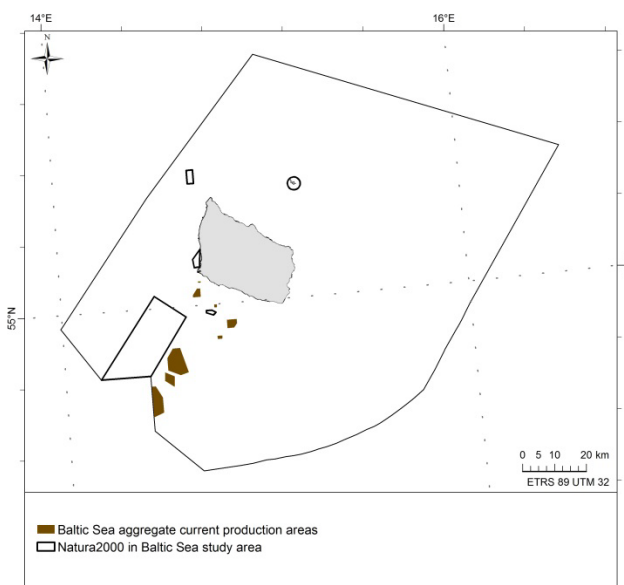 14°E
16°E
N
55°N
0 5 10 20 km
ETRS 89 UTM 32
Baltic Sea aggregate current production areas
Natura2000 in Baltic Sea study area